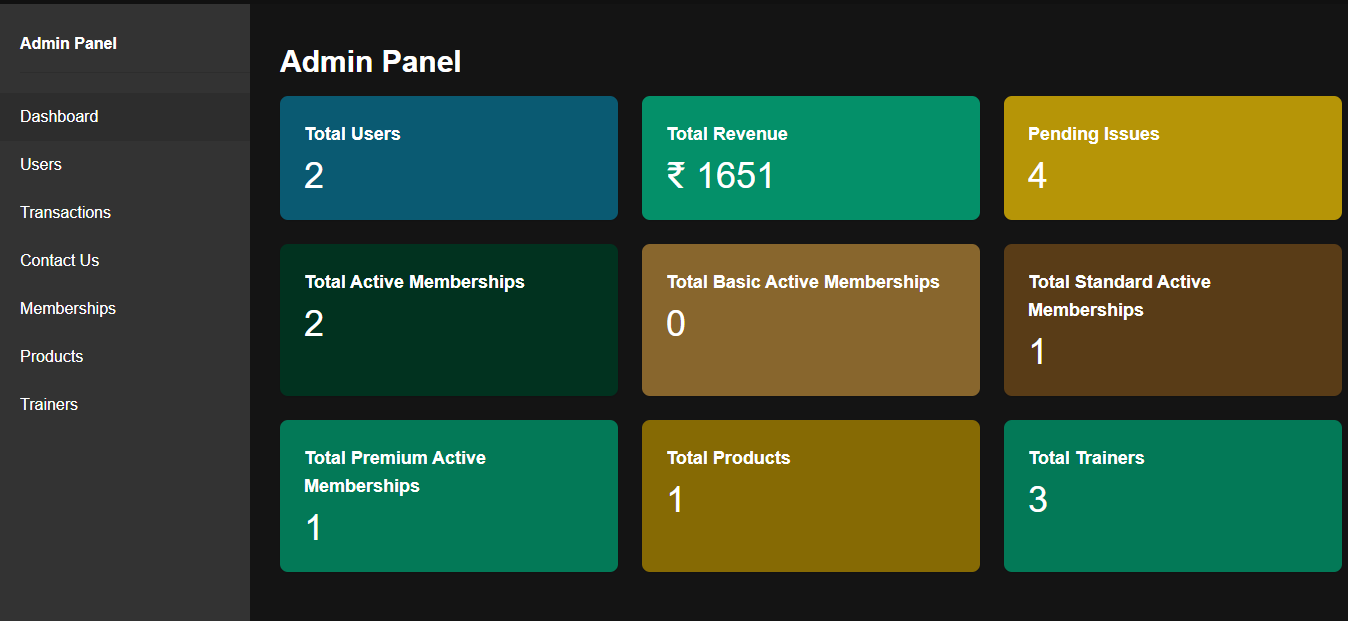 Admin Panel
Dashboard
Users
Transactions
Contact Us
Memberships
Products
Trainers
Admin Panel
Total Users
2
Total Revenue
₹ 1651
Pending Issues
4
Total Active Memberships
2
Total Basic Active Memberships
0
Total Standard Active
Memberships
1
Total Premium Active
Memberships
1
Total Products
1
Total Trainers
3